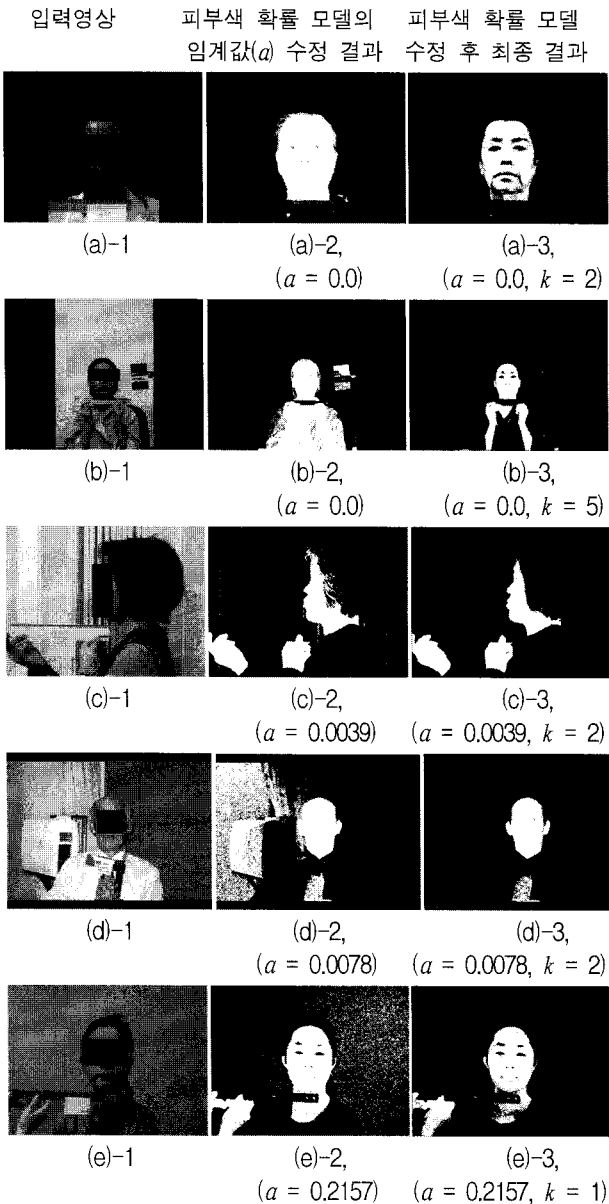 입력영상 피부색 확률 모델의 피부색 확률 모델
임계값(a) 수정 결과 수정 후 최종 결과
(a)-1 (a)-2, (a)-3,
(a = 0.0) (a = 0.0, k = 2)
(b)-1 (b)-2, (b)-3,
(a = 0.0) (a = 0.0, k = 5)
(c)-1 (c)-2, (c)-3,
(a = 0.0039) (a = 0.0039, k = 2)
(d)-1 (d)-2, (d)-3,
(a = 0.0078) (a = 0.0078, k = 2)
(e)-1 (e)-2, (e)-3,
(a = 0.2157) (a = 0.2157, k = 1)